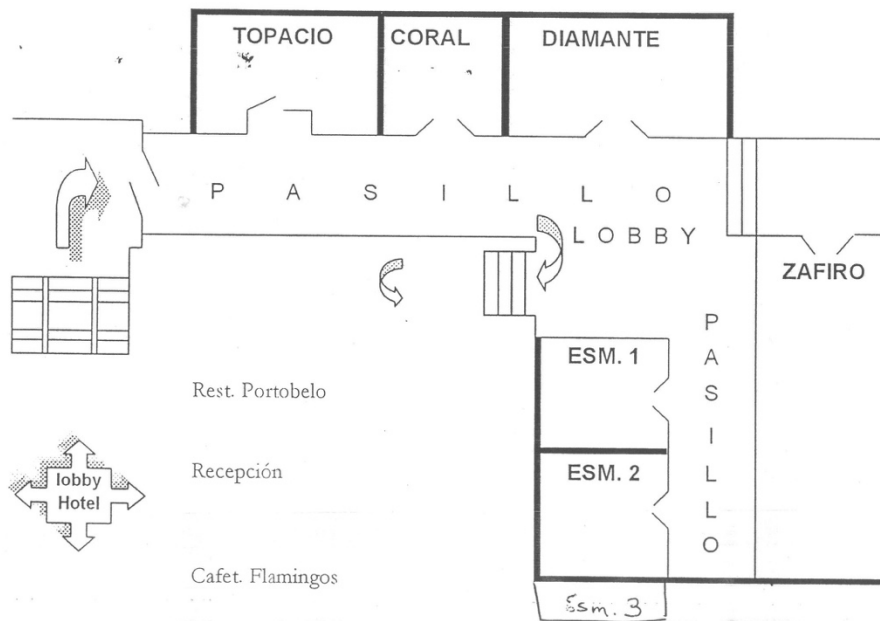 TOPACIO
CORAL
DIAMANTE
P A S I L L O
L O B B Y
ZAFIRO
P A S I L L O
ESM. 1
Rest. Portobelo
ESM. 2
Recepción
lobby
Hotel
Cafet. Flamingos
Esm. 3